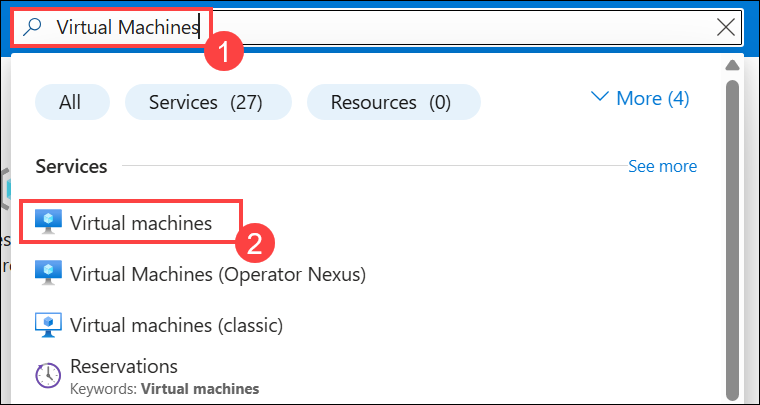 Virtual Machines
1
All
Services (27)
Resources (0)
More (4)
Services
See more
Virtual machines
2
Virtual Machines (Operator Nexus)
Virtual machines (classic)
Reservations
Keywords: Virtual machines